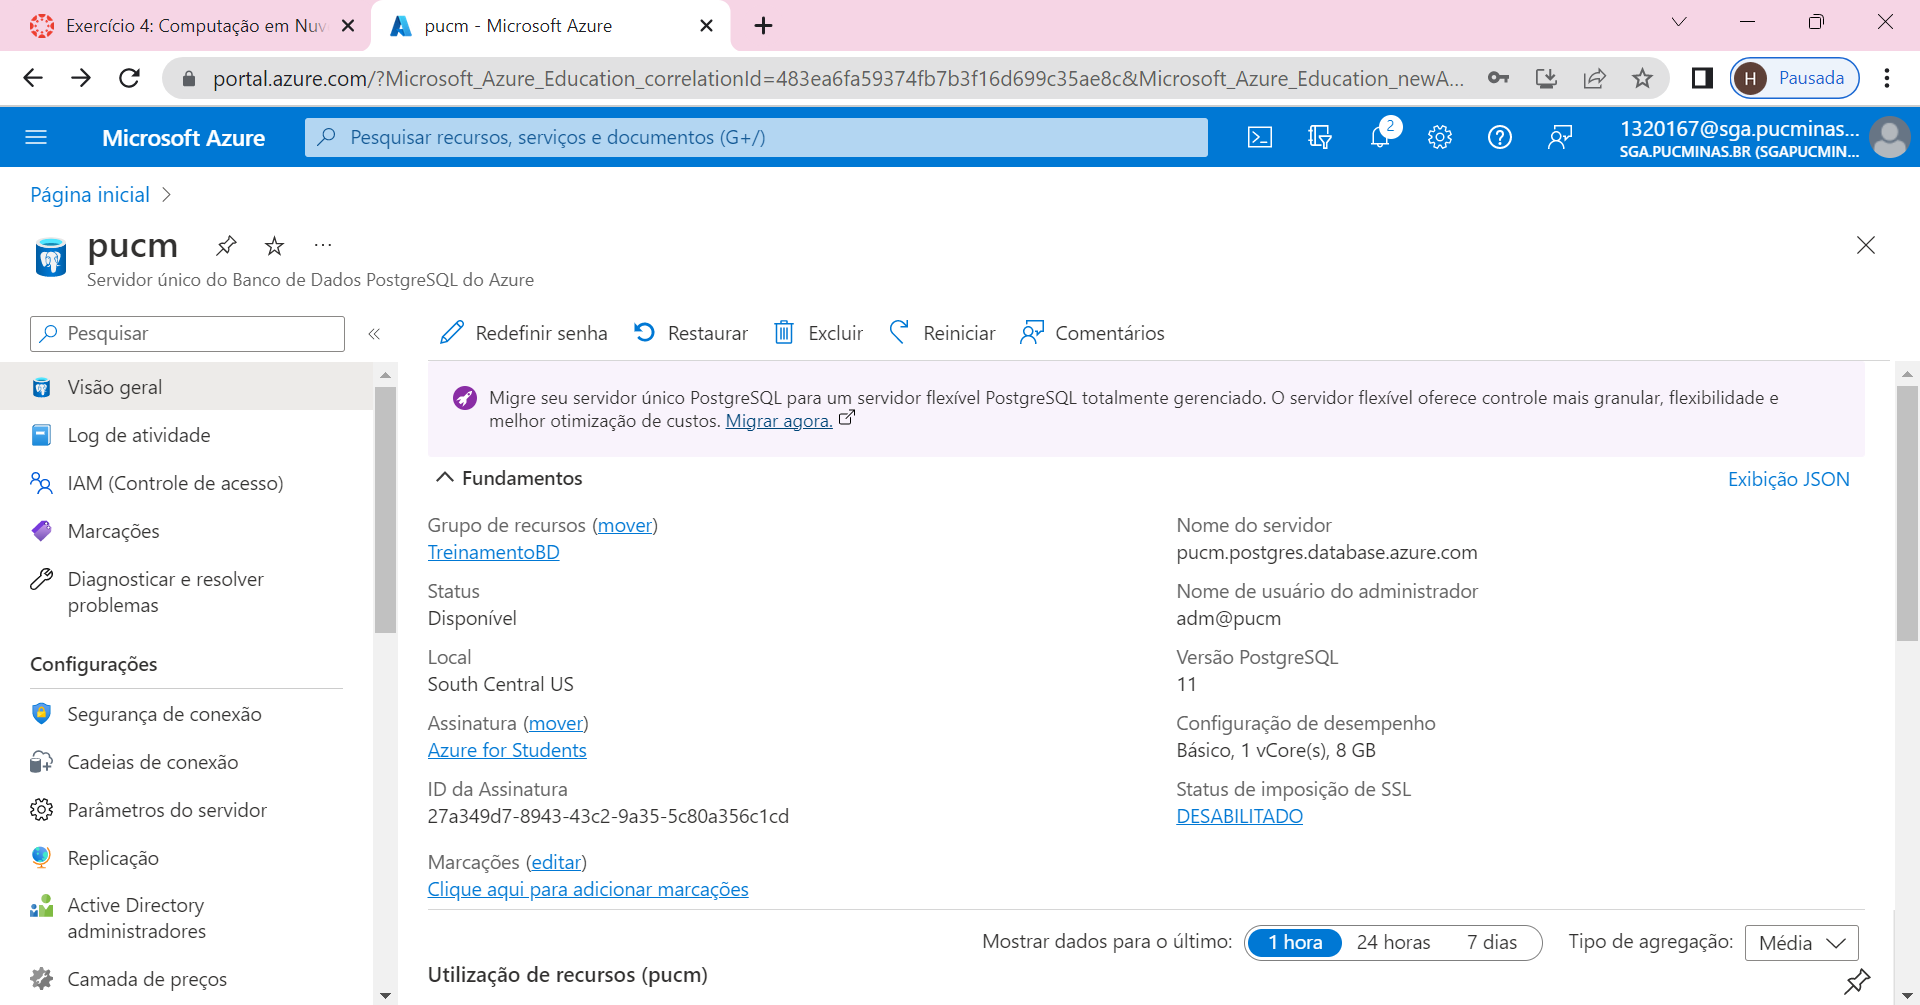 Exercício 4: Computação em Nuv
pucm - Microsoft Azure
portal.azure.com/?Microsoft_Azure_Education_correlationId=483ea6fa59374fb7b3f16d699c35ae8c&Microsoft_Azure_Education_newA...
H Pausada
Microsoft Azure
Pesquisar recursos, serviços e documentos (G+/)
2
1320167@sga.pucminas...
SGA.PUCMINAS.BR (SGAPUCMIN...
Página inicial
pucm
Servidor único do Banco de Dados PostgreSQL do Azure
Pesquisar
Redefinir senha Restaurar Excluir Reiniciar Comentários
Visão geral
Log de atividade
IAM (Controle de acesso)
Marcações
Diagnosticar e resolver
problemas
Configurações
Segurança de conexão
Cadeias de conexão
Parâmetros do servidor
Replicação
Active Directory
administradores
Camada de preços
Migre seu servidor único PostgreSQL para um servidor flexível PostgreSQL totalmente gerenciado. O servidor flexível oferece controle mais granular, flexibilidade e
melhor otimização de custos. Migrar agora.
Fundamentos
Exibição JSON
Grupo de recursos (mover)
TreinamentoBD
Status
Disponível
Local
South Central US
Assinatura (mover)
Azure for Students
ID da Assinatura
27a349d7-8943-43c2-9a35-5c80a356c1cd
Marcações (editar)
Clique aqui para adicionar marcações
Nome do servidor
pucm.postgres.database.azure.com
Nome de usuário do administrador
adm@pucm
Versão PostgreSQL
11
Configuração de desempenho
Básico, 1 vCore(s), 8 GB
Status de imposição de SSL
DESABILITADO
Mostrar dados para o último: 1 hora 24 horas 7 dias Tipo de agregação: Média
Utilização de recursos (pucm)